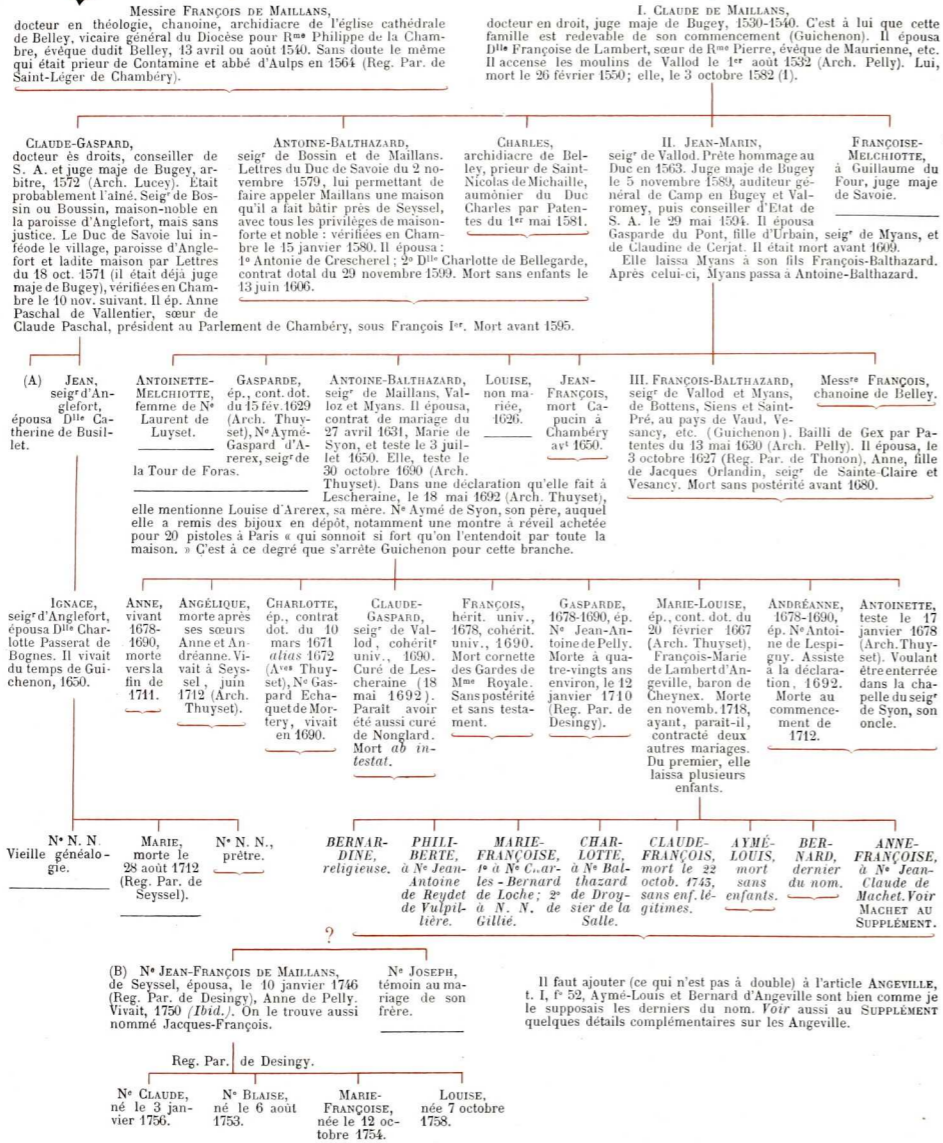 Messire FRANÇOIS DE MAILLANS,
docteur en théologie, chanoine, archidiacre de l'église cathédrale
de Belley, vicaire général du Diocèse pour Rme Philippe de la Cham-
bre, évêque dudit Belley, 13 avril ou août 1540. Sans doute le même
qui était prieur de Contamine et abbé d'Aulps en 1564 (Reg. Par. de
Saint-Léger de Chambéry).
I. CLAUDE DE MAILLANS,
docteur en droit, juge maje de Bugey, 1530-1540. C'est à lui que cette
famille est redevable de son commencement (Guichenon). Il épousa
Dlle Françoise de Lambert, sœur de Rme Pierre, évêque de Maurienne, etc.
Il accense les moulins de Vallod le 1er août 1532 (Arch. Pelly). Lui,
mort le 26 février 1550; elle, le 3 octobre 1582 (1).
CLAUDE-GASPARD,
docteur ès droits, conseiller de
S. A. et juge maje de Bugey, ar-
bitre, 1572 (Arch. Lucey). Était
probablement l'aîné. Seigr de Bos-
sin ou Boussin, maison-noble en
la paroisse d'Anglefort, mais sans
justice. Le Duc de Savoie lui in-
féode le village, paroisse d'Angle-
fort et ladite maison par Lettres
du 18 oct. 1571 (il était déjà juge
maje de Bugey), vérifiées en Cham-
bre le 10 nov. suivant. Il ép. Anne
Paschal de Vallentier, sœur de
Claude Paschal, président au Parlement de Chambéry, sous François Ier. Mort avant 1595.
ANTOINE-BALTHAZARD,
seigr de Bossin et de Maillans.
Lettres du Duc de Savoie du 2 no-
vembre 1579, lui permettant de
faire appeler Maillans une maison
qu'il a fait bâtir près de Seyssel,
avec tous les privilèges de maison-
forte et noble : vérifiées en Cham-
bre le 15 janvier 1580. Il épousa :
1o Antonie de Crescherel ; 2o Dlle Charlotte de Bellegarde,
contrat dotal du 29 novembre 1599. Mort sans enfants le
13 juin 1606.
CHARLES,
archidiacre de Bel-
ley, prieur de Saint-
Nicolas de Michaille,
aumônier du Duc
Charles par Paten-
tes du 1er mai 1581.
II. JEAN-MARIN,
seigr de Vallod. Prête hommage au
Duc en 1563. Juge maje de Bugey
le 5 novembre 1589, auditeur gé-
néral de Camp en Bugey et Val-
romey, puis conseiller d'Etat de
S. A. le 29 mai 1594. Il épousa
Gasparde du Pont, fille d'Urbain, seigr de Myans, et
de Claudine de Cerjat. Il était mort avant 1609.
Elle laissa Myans à son fils François-Balthazard.
Après celui-ci, Myans passa à Antoine-Balthazard.
FRANÇOISE-
MELCHIOTTE,
à Guillaume du
Four, juge maje
de Savoie.
(A) JEAN,
seigr d'An-
glefort,
épousa Dlle Ca-
therine de Busil-
let.
ANTOINETTE-
MELCHIOTTE,
femme de Ne
Laurent de
Luyset.
GASPARDE,
ép., cont. dot.
du 15 fév. 1629
(Arch. Thuy-
set), Ne Aymé-
Gaspard d'A-
rerex, seigr de
la Tour de Foras.
ANTOINE-BALTHAZARD,
seigr de Maillans, Val-
loz et Myans. Il épousa,
contrat de mariage du
27 avril 1631, Marie de
Syon, et teste le 3 juil-
let 1650. Elle, teste le
30 octobre 1690 (Arch.
Thuyset). Dans une déclaration qu'elle fait à
Lescheraine, le 18 mai 1692 (Arch. Thuyset),
elle mentionne Louise d'Arerex, sa mère. Ne Aymé de Syon, son père, auquel
elle a remis des bijoux en dépôt, notamment une montre à réveil achetée
pour 20 pistoles à Paris « qui sonnoit si fort qu'on l'entendoit par toute la
maison. » C'est à ce degré que s'arrête Guichenon pour cette branche.
LOUISE,
non ma-
riée,
1626.
JEAN-
FRANÇOIS,
mort Ca-
pucin à
Chambéry
avt 1650.
III. FRANÇOIS-BALTHAZARD,
seigr de Vallod et Myans,
de Bottens, Siens et Saint-
Pré, au pays de Vaud, Ve-
sancy, etc. (Guichenon). Bailli de Gex par Pa-
tentes du 13 mai 1630 (Arch. Pelly). Il épousa, le
3 octobre 1627 (Reg. Par. de Thonon), Anne, fille
de Jacques Orlandin, seigr de Sainte-Claire et
Vesancy. Mort sans postérité avant 1680.
Messre FRANÇOIS,
chanoine de Belley.
IGNACE,
seigr d'Anglefort,
épousa Dlle Char-
lotte Passerat de
Bognes. Il vivait
du temps de Gui-
chenon, 1650.
ANNE,
vivant
1678-
1690,
morte
vers la
fin de
1711.
ANGÉLIQUE,
morte après
ses sœurs
Anne et An-
dréanne. Vi-
vait à Seys-
sel, juin
1712 (Arch.
Thuyset).
CHARLOTTE,
ép., contrat
dot. du 10
mars 1671
alias 1672
(Aves Thuy-
set), Ne Gas-
pard Echa-
quet de Mor-
tery, vivait
en 1690.
CLAUDE-
GASPARD,
seigr de Val-
lod, cohéritr
univ., 1690.
Curé de Les-
cheraine (18
mai 1692).
Paraît avoir
été aussi curé
de Nonglard.
Mort ab in-
testat.
FRANÇOIS,
hérit. univ.,
1678, cohérit.
univ., 1690.
Mort cornette
des Gardes de
Mme Royale.
Sans postérité
et sans testa-
ment.
GASPARDE,
1678-1690, ép.
Ne Jean-An-
toine de Pelly.
Morte à qua-
tre-vingts ans
environ, le 12
janvier 1710
(Reg. Par. de
Desingy).
MARIE-LOUISE,
ép., cont. dot. du
20 février 1667
(Arch. Thuyset),
François-Marie
de Lambert d'An-
geville, baron de
Cheynex. Morte
en novemb. 1718,
ayant, paraît-il,
contracté deux
autres mariages.
Du premier, elle
laissa plusieurs
enfants.
ANDRÉANNE,
1678-1690,
ép. Ne Antoi-
ne de Lespi-
guy. Assiste
à la déclara-
tion, 1692.
Morte au
commence-
ment de
1712.
ANTOINETTE,
teste le 17
janvier 1678
(Arch. Thuy-
set). Voulant
être enterrée
dans la cha-
pelle du seigr
de Syon, son
oncle.
Ne N. N.
Vieille généalo-
gie.
MARIE,
morte le
28 août 1712
(Reg. Par. de
Seyssel).
Ne N. N.,
prêtre.
BERNAR-
DINE,
religieuse.
PHILI-
BERTE,
à Ne Jean-
Antoine
de Reydet
de Vulpil-
lière.
MARIE-
FRANÇOISE,
1o à Ne C..ar-
les-Bernard
de Loche; 2o
à N. N. de
Gillié.
CHAR-
LOTTE,
à Ne Bal-
thazard
de Droy-
sier de la
Salle.
CLAUDE-
FRANÇOIS,
mort le 22
octob. 1743,
sans enf. lé-
gitimes.
AYMÉ-
LOUIS,
mort
sans
enfants.
BER-
NARD,
dernier
du nom.
ANNE-
FRANÇOISE,
à Ne Jean-
Claude de
Machet. Voir
MACHET AU
SUPPLÉMENT.
?
(B) Ne JEAN-FRANÇOIS DE MAILLANS,
de Seyssel, épousa, le 10 janvier 1746
(Reg. Par. de Desingy), Anne de Pelly.
Vivait, 1750 (Ibid.). On le trouve aussi
nommé Jacques-François.
Ne JOSEPH,
témoin au ma-
riage de son
frère.
Il faut ajouter (ce qui n'est pas à double) à l'article ANGEVILLE,
t. I, fo 52, Aymé-Louis et Bernard d'Angeville sont bien comme je
le supposais les derniers du nom. Voir aussi au SUPPLÉMENT
quelques détails complémentaires sur les Angeville.
Reg. Par. de Desingy.
Ne CLAUDE,
né le 3 jan-
vier 1756.
Ne BLAISE,
né le 6 août
1753.
MARIE-
FRANÇOISE,
née le 12 oc-
tobre 1754.
LOUISE,
née 7 octobre
1758.